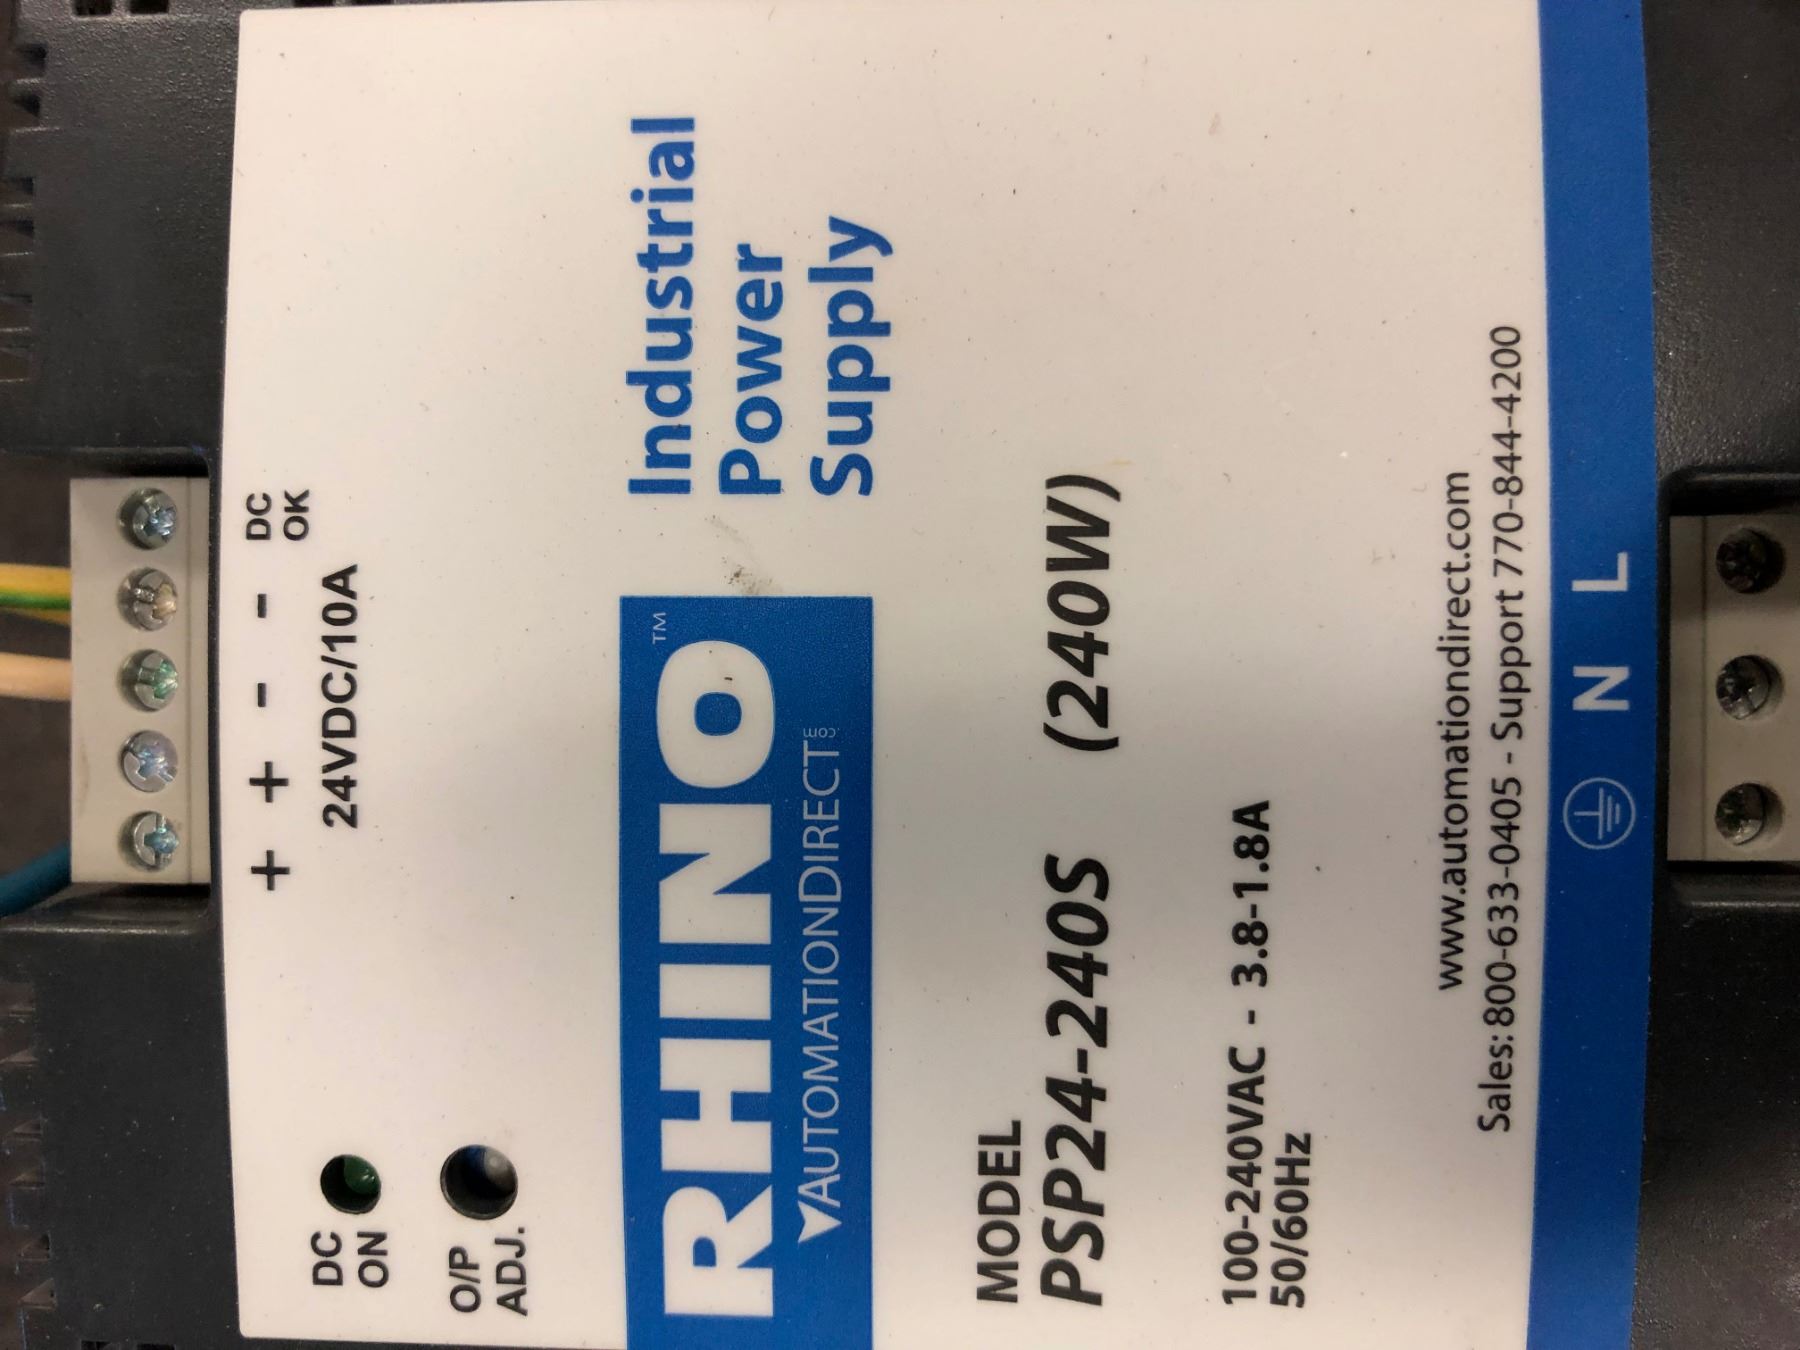 + + - - DC
OK
24VDC/10A
DC
ON
O/P
ADJ.
RHINO™
AUTOMATIONDIRECT.com
Industrial
Power
Supply
MODEL
PSP24-240S (240W)
100-240VAC - 3.8-1.8A
50/60Hz
www.automationdirect.com
Sales: 800-633-0405 - Support 770-844-4200
N L